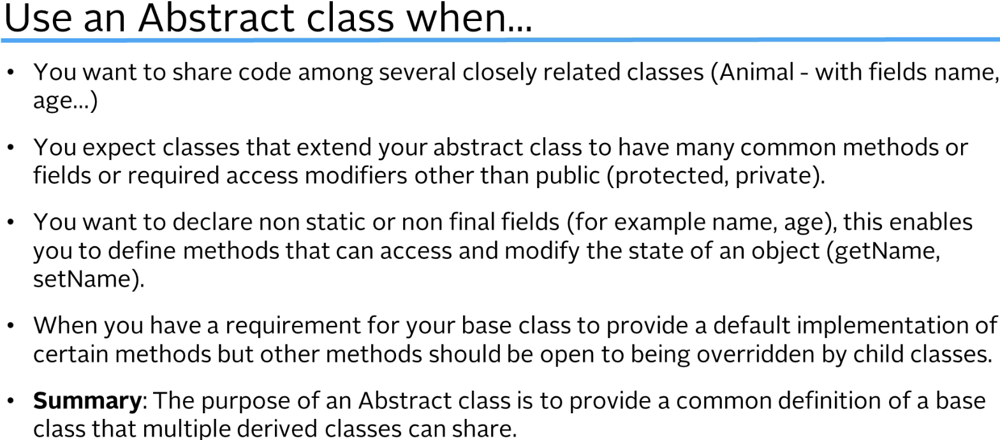 Use an Abstract class when...
• You want to share code among several closely related classes (Animal - with fields name,
age...)
• You expect classes that extend your abstract class to have many common methods or
fields or required access modifiers other than public (protected, private).
• You want to declare non static or non final fields (for example name, age), this enables
you to define methods that can access and modify the state of an object (getName,
setName).
• When you have a requirement for your base class to provide a default implementation of
certain methods but other methods should be open to being overridden by child classes.
• Summary: The purpose of an Abstract class is to provide a common definition of a base
class that multiple derived classes can share.